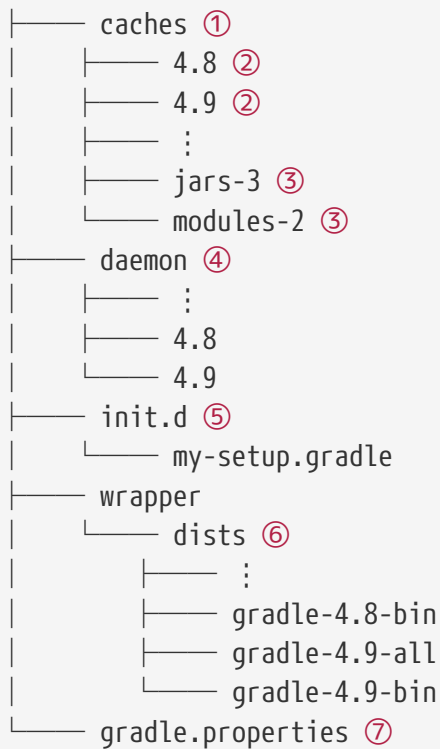 ├── caches ①
│   ├── 4.8 ②
│   ├── 4.9 ②
│   ├── ⋮
│   ├── jars-3 ③
│   └── modules-2 ③
├── daemon ④
│   ├── ⋮
│   ├── 4.8
│   └── 4.9
├── init.d ⑤
│   └── my-setup.gradle
├── wrapper
│   └── dists ⑥
│       ├── ⋮
│       ├── gradle-4.8-bin
│       ├── gradle-4.9-all
│       └── gradle-4.9-bin
└── gradle.properties ⑦